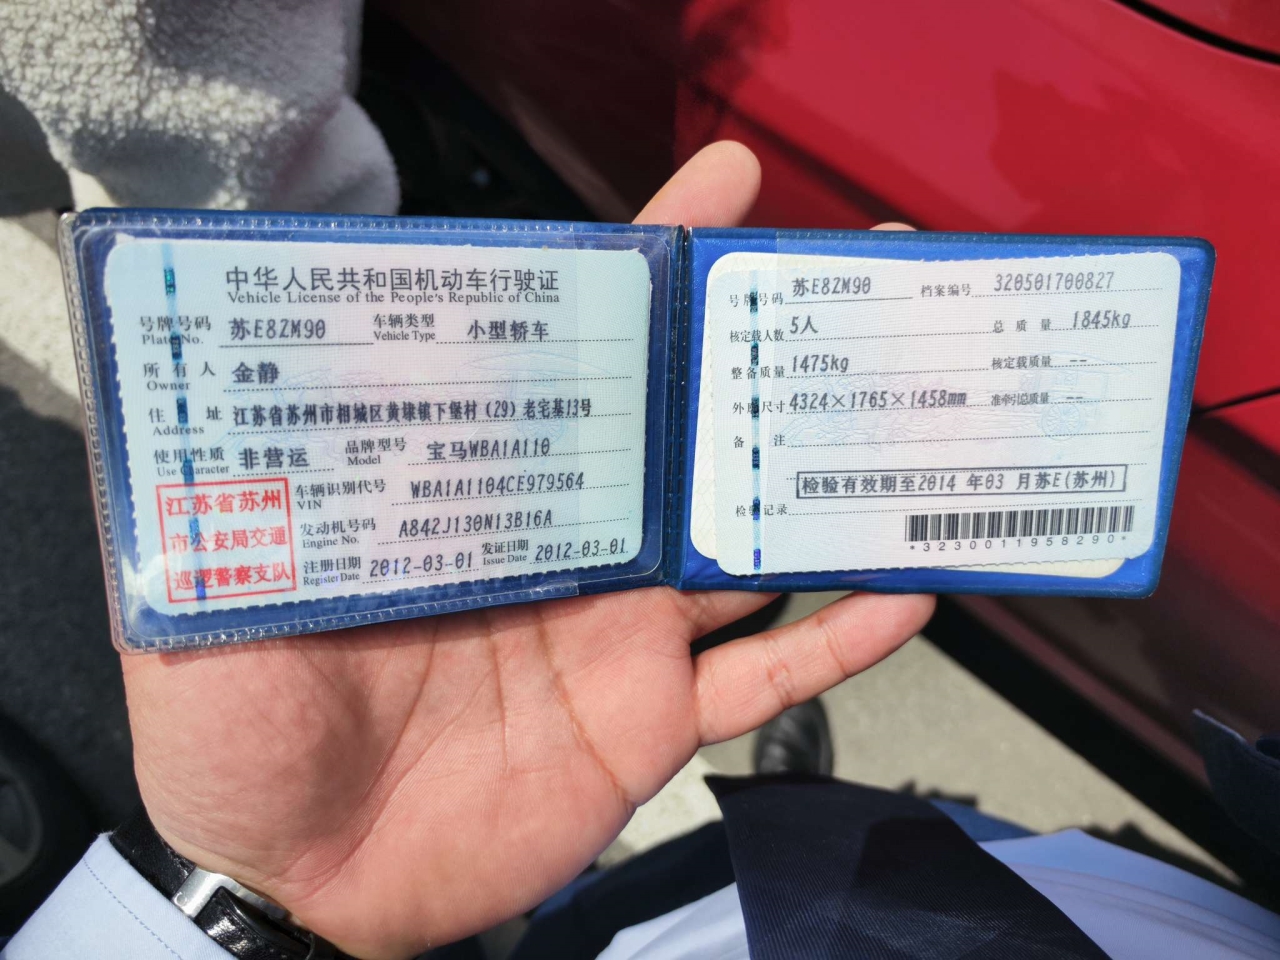 中华人民共和国机动车行驶证
Vehicle License of the People's Republic of China
号牌号码 苏E8ZM90 车辆类型 小型轿车
Plate No. Vehicle Type
所有人 金静
Owner
住址 江苏省苏州市相城区黄埭镇下堡村(29)老宅基13号
Address
使用性质 非营运 品牌型号 宝马WBA1A110
Use Character Model
江苏省苏州
市公安局交通
巡逻警察支队
车辆识别代号 WBA1A1104CE979564
VIN
发动机号码 A842J130N13B16A
Engine No.
注册日期 2012-03-01 发证日期 2012-03-01
Register Date Issue Date
号牌号码 苏E8ZM90 档案编号 320501700827
核定载人数 5人 总质量 1845kg
整备质量 1475kg 核定载质量 --
外廓尺寸 4324×1765×1458mm 准牵引总质量 --
备注
检验有效期至2014年03月苏E(苏州)
检验记录
*3230011958290*